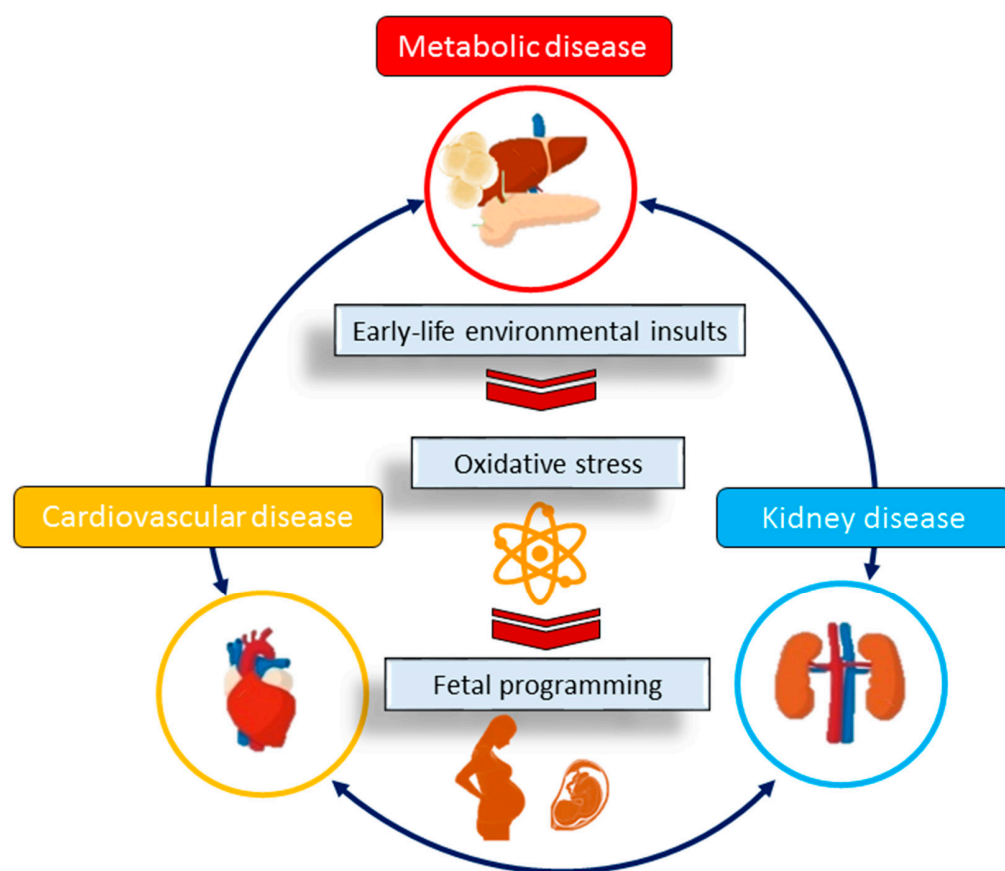 Metabolic disease
Early-life environmental insults
Oxidative stress
Cardiovascular disease
Kidney disease
Fetal programming